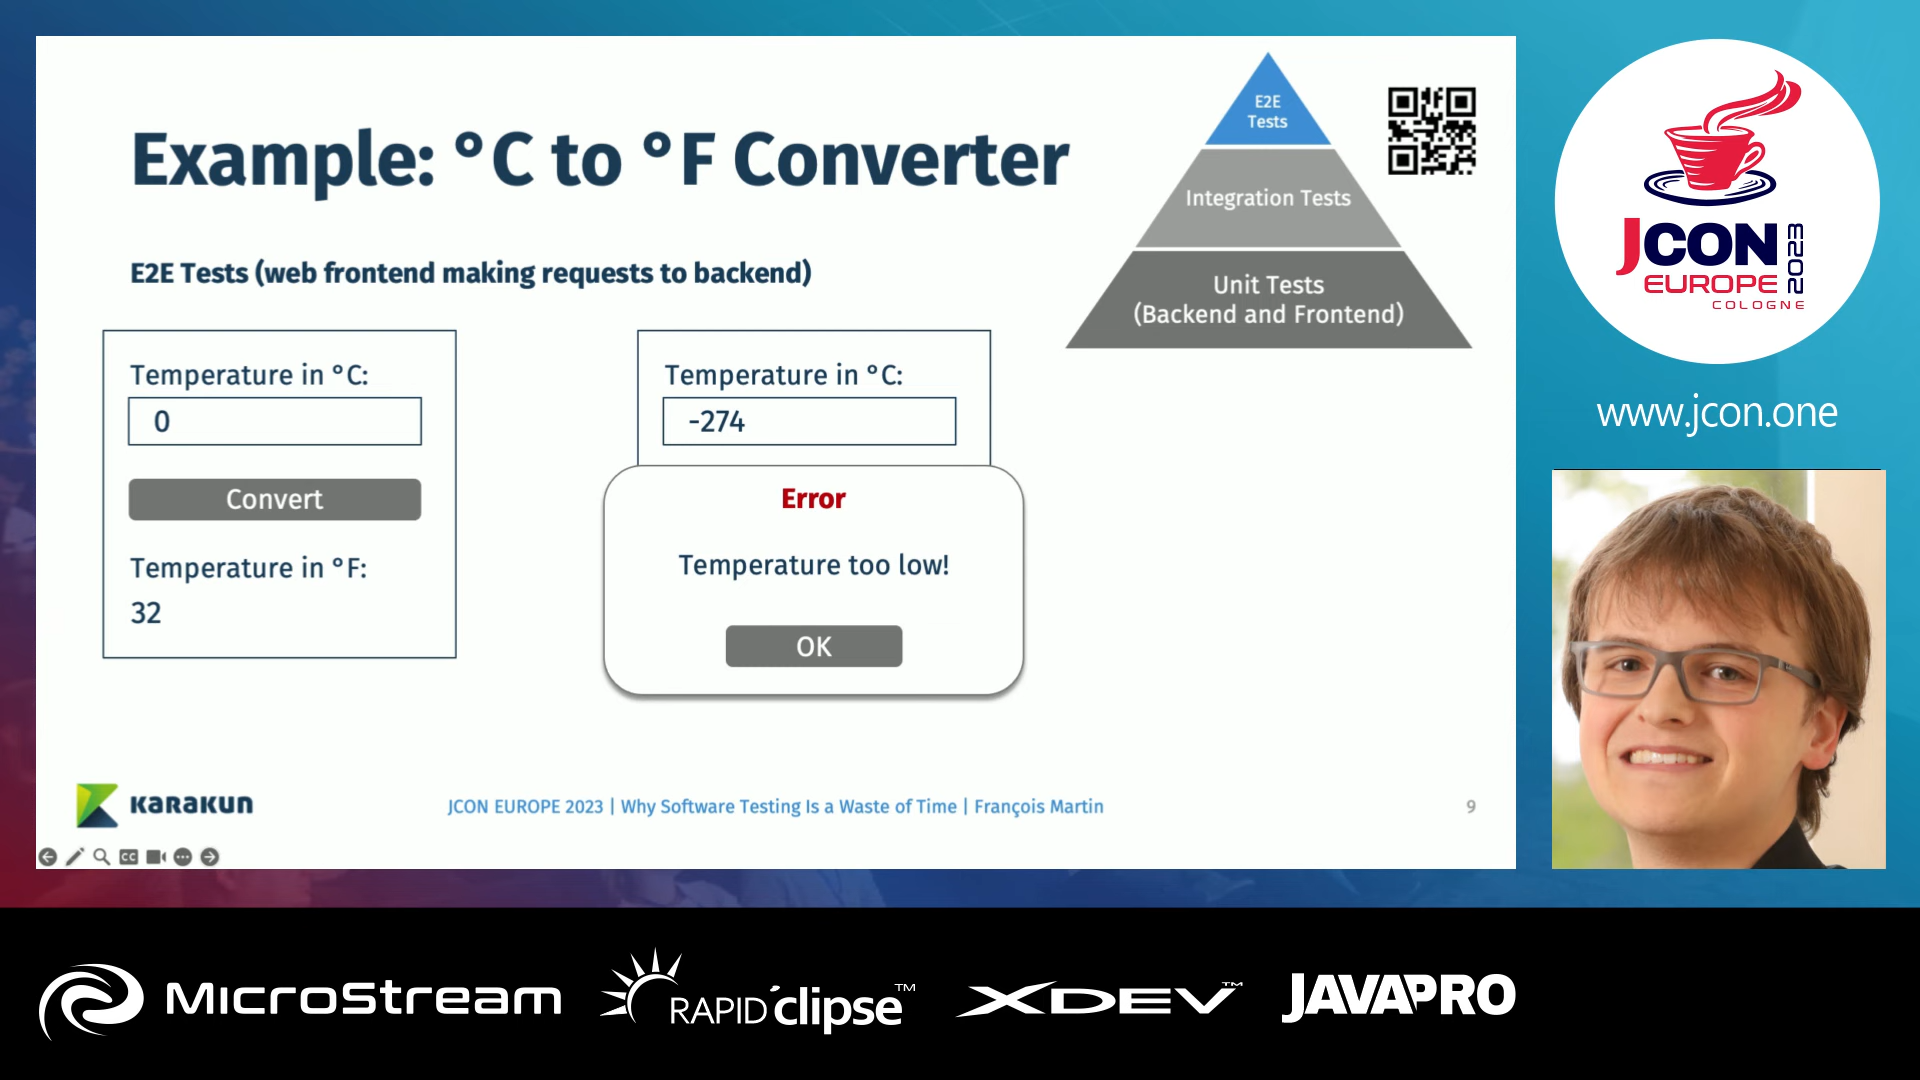 Example: °C to °F Converter
E2E
Tests
Integration Tests
Unit Tests
(Backend and Frontend)
E2E Tests (web frontend making requests to backend)
Temperature in °C:
0
Convert
Temperature in °F:
32
Temperature in °C:
-274
Error
Temperature too low!
OK
KARAKUN
JCON EUROPE 2023 | Why Software Testing Is a Waste of Time | François Martin
9
CC
JCON
EUROPE
2023
COLOGNE
www.jcon.one
MICROSTREAM
RAPIDclipse™
XDEV™
JAVAPRO